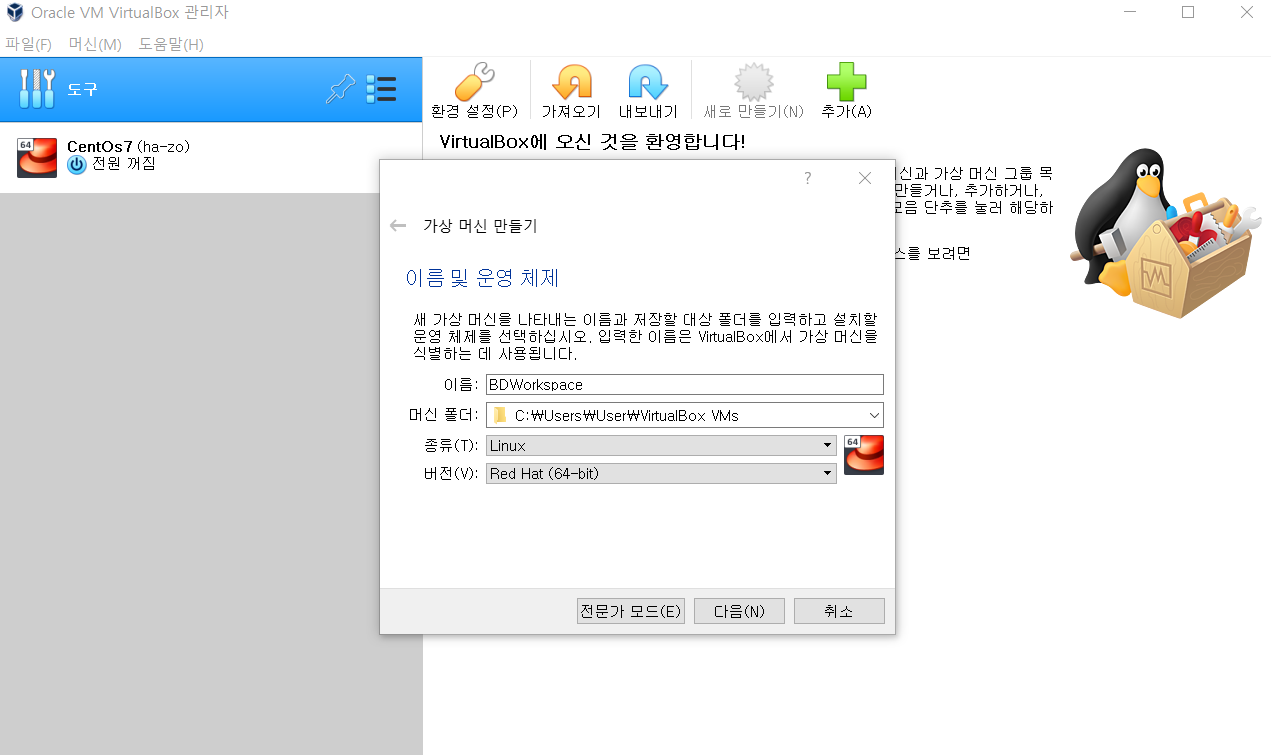 Oracle VM VirtualBox 관리자
파일(F) 머신(M) 도움말(H)
도구
환경 설정(P) 가져오기 내보내기 새로 만들기(N) 추가(A)
64
CentOs7 (ha-zo)
전원 꺼짐
VirtualBox에 오신 것을 환영합니다!
신과 가상 머신 그룹 목
만들거나, 추가하거나,
모음 단추를 눌러 해당하
스를 보려면
?
가상 머신 만들기
이름 및 운영 체제
새 가상 머신을 나타내는 이름과 저장할 대상 폴더를 입력하고 설치할
운영 체제를 선택하십시오. 입력한 이름은 VirtualBox에서 가상 머신을
식별하는 데 사용됩니다.
이름: BDWorkspace
머신 폴더: C:₩Users₩User₩VirtualBox VMs
종류(T): Linux
64
버전(V): Red Hat (64-bit)
전문가 모드(E) 다음(N) 취소